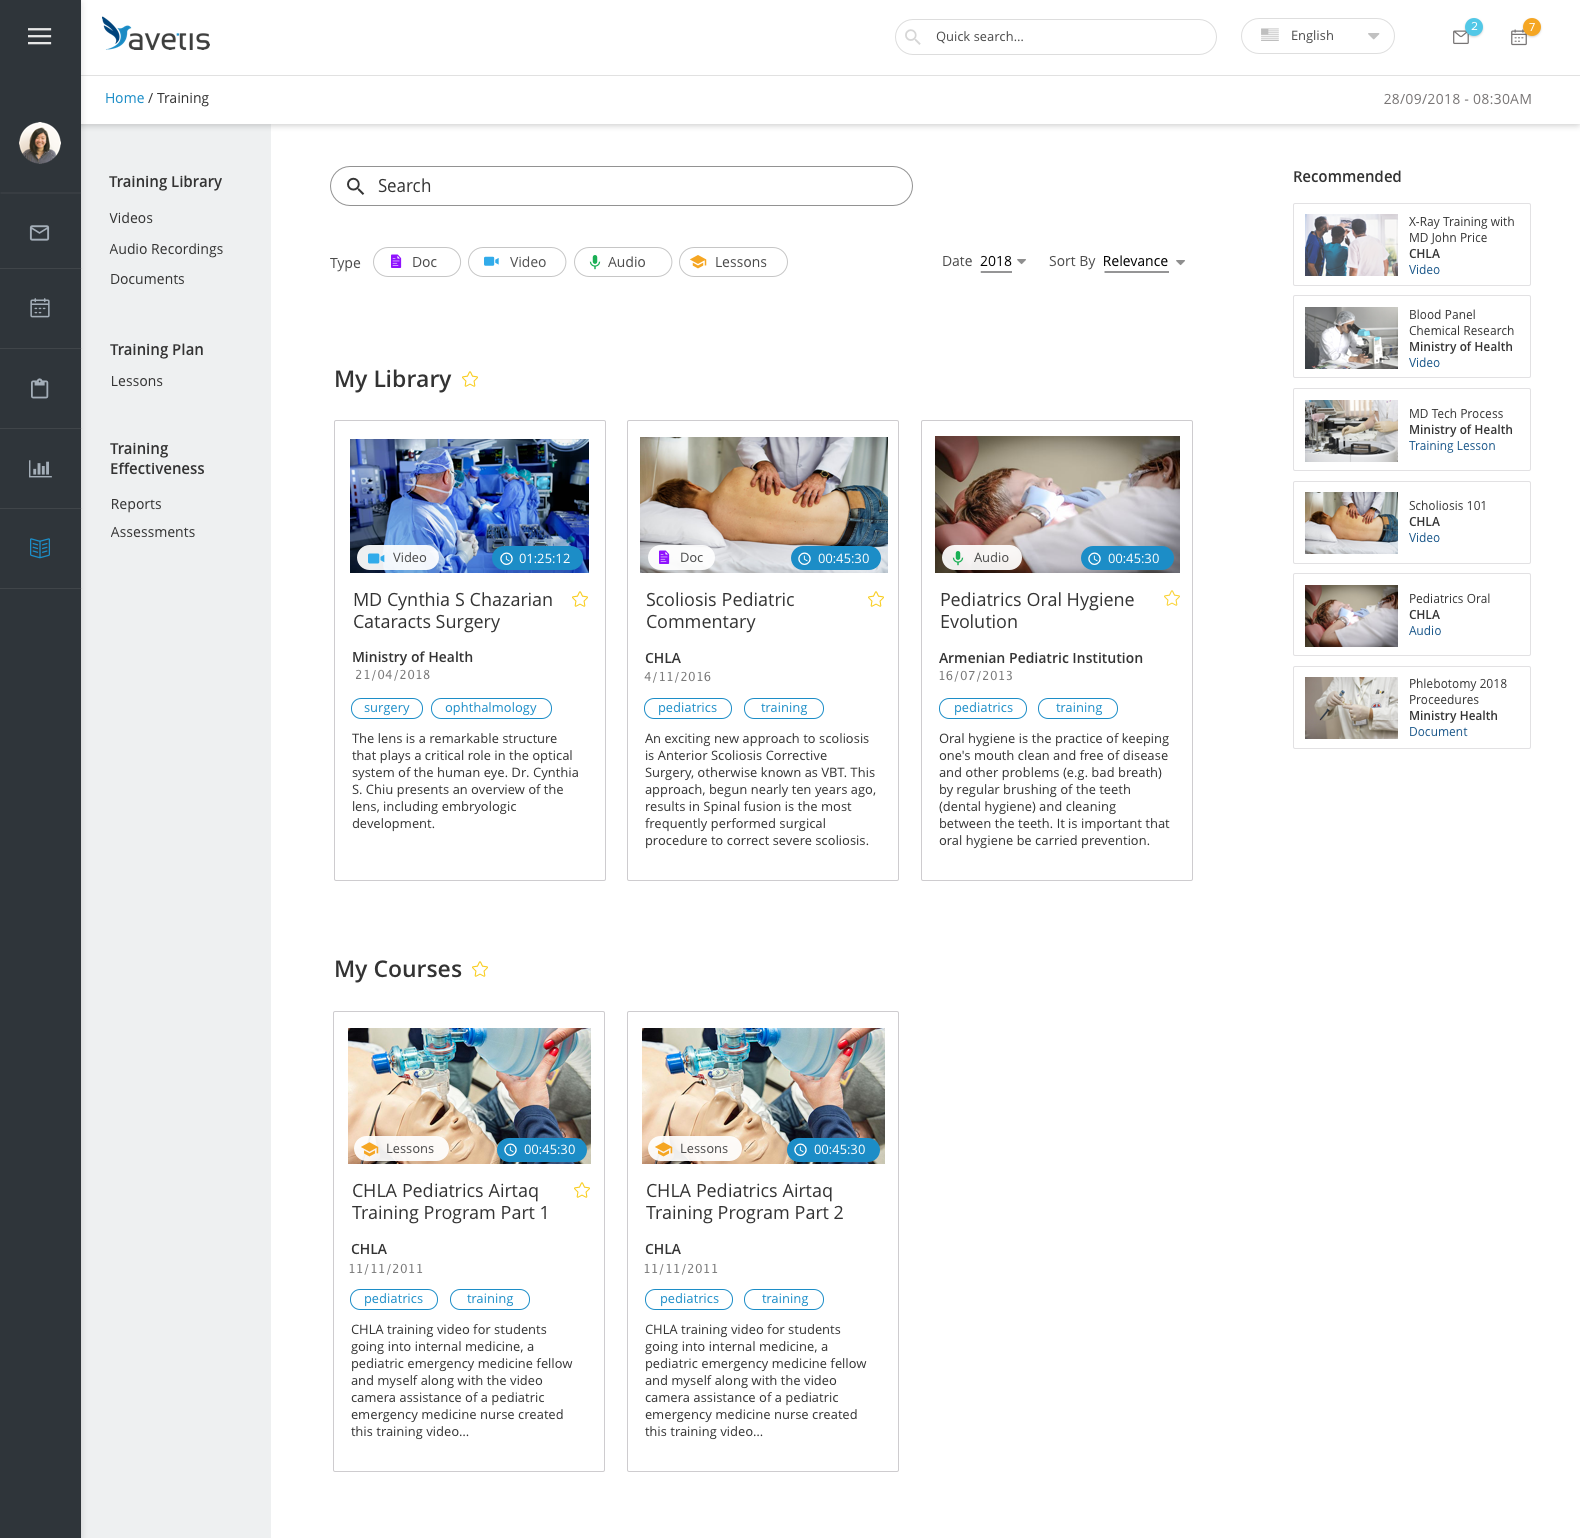 avetis
Quick search...
English
2
7
Home / Training
28/09/2018 - 08:30AM
Training Library
Videos
Audio Recordings
Documents
Training Plan
Lessons
Training
Effectiveness
Reports
Assessments
Search
Type
Doc
Video
Audio
Lessons
Date 2018
Sort By Relevance
My Library
Video
01:25:12
MD Cynthia S Chazarian
Cataracts Surgery
Ministry of Health
21/04/2018
surgery
ophthalmology
The lens is a remarkable structure
that plays a critical role in the optical
system of the human eye. Dr. Cynthia
S. Chiu presents an overview of the
lens, including embryologic
development.
Doc
00:45:30
Scoliosis Pediatric
Commentary
CHLA
4/11/2016
pediatrics
training
An exciting new approach to scoliosis
is Anterior Scoliosis Corrective
Surgery, otherwise known as VBT. This
approach, begun nearly ten years ago,
results in Spinal fusion is the most
frequently performed surgical
procedure to correct severe scoliosis.
Audio
00:45:30
Pediatrics Oral Hygiene
Evolution
Armenian Pediatric Institution
16/07/2013
pediatrics
training
Oral hygiene is the practice of keeping
one's mouth clean and free of disease
and other problems (e.g. bad breath)
by regular brushing of the teeth
(dental hygiene) and cleaning
between the teeth. It is important that
oral hygiene be carried prevention.
My Courses
Lessons
00:45:30
CHLA Pediatrics Airtaq
Training Program Part 1
CHLA
11/11/2011
pediatrics
training
CHLA training video for students
going into internal medicine, a
pediatric emergency medicine fellow
and myself along with the video
camera assistance of a pediatric
emergency medicine nurse created
this training video...
Lessons
00:45:30
CHLA Pediatrics Airtaq
Training Program Part 2
CHLA
11/11/2011
pediatrics
training
CHLA training video for students
going into internal medicine, a
pediatric emergency medicine fellow
and myself along with the video
camera assistance of a pediatric
emergency medicine nurse created
this training video...
Recommended
X-Ray Training with
MD John Price
CHLA
Video
Blood Panel
Chemical Research
Ministry of Health
Video
MD Tech Process
Ministry of Health
Training Lesson
Scholiosis 101
CHLA
Video
Pediatrics Oral
CHLA
Audio
Phlebotomy 2018
Proceedures
Ministry Health
Document